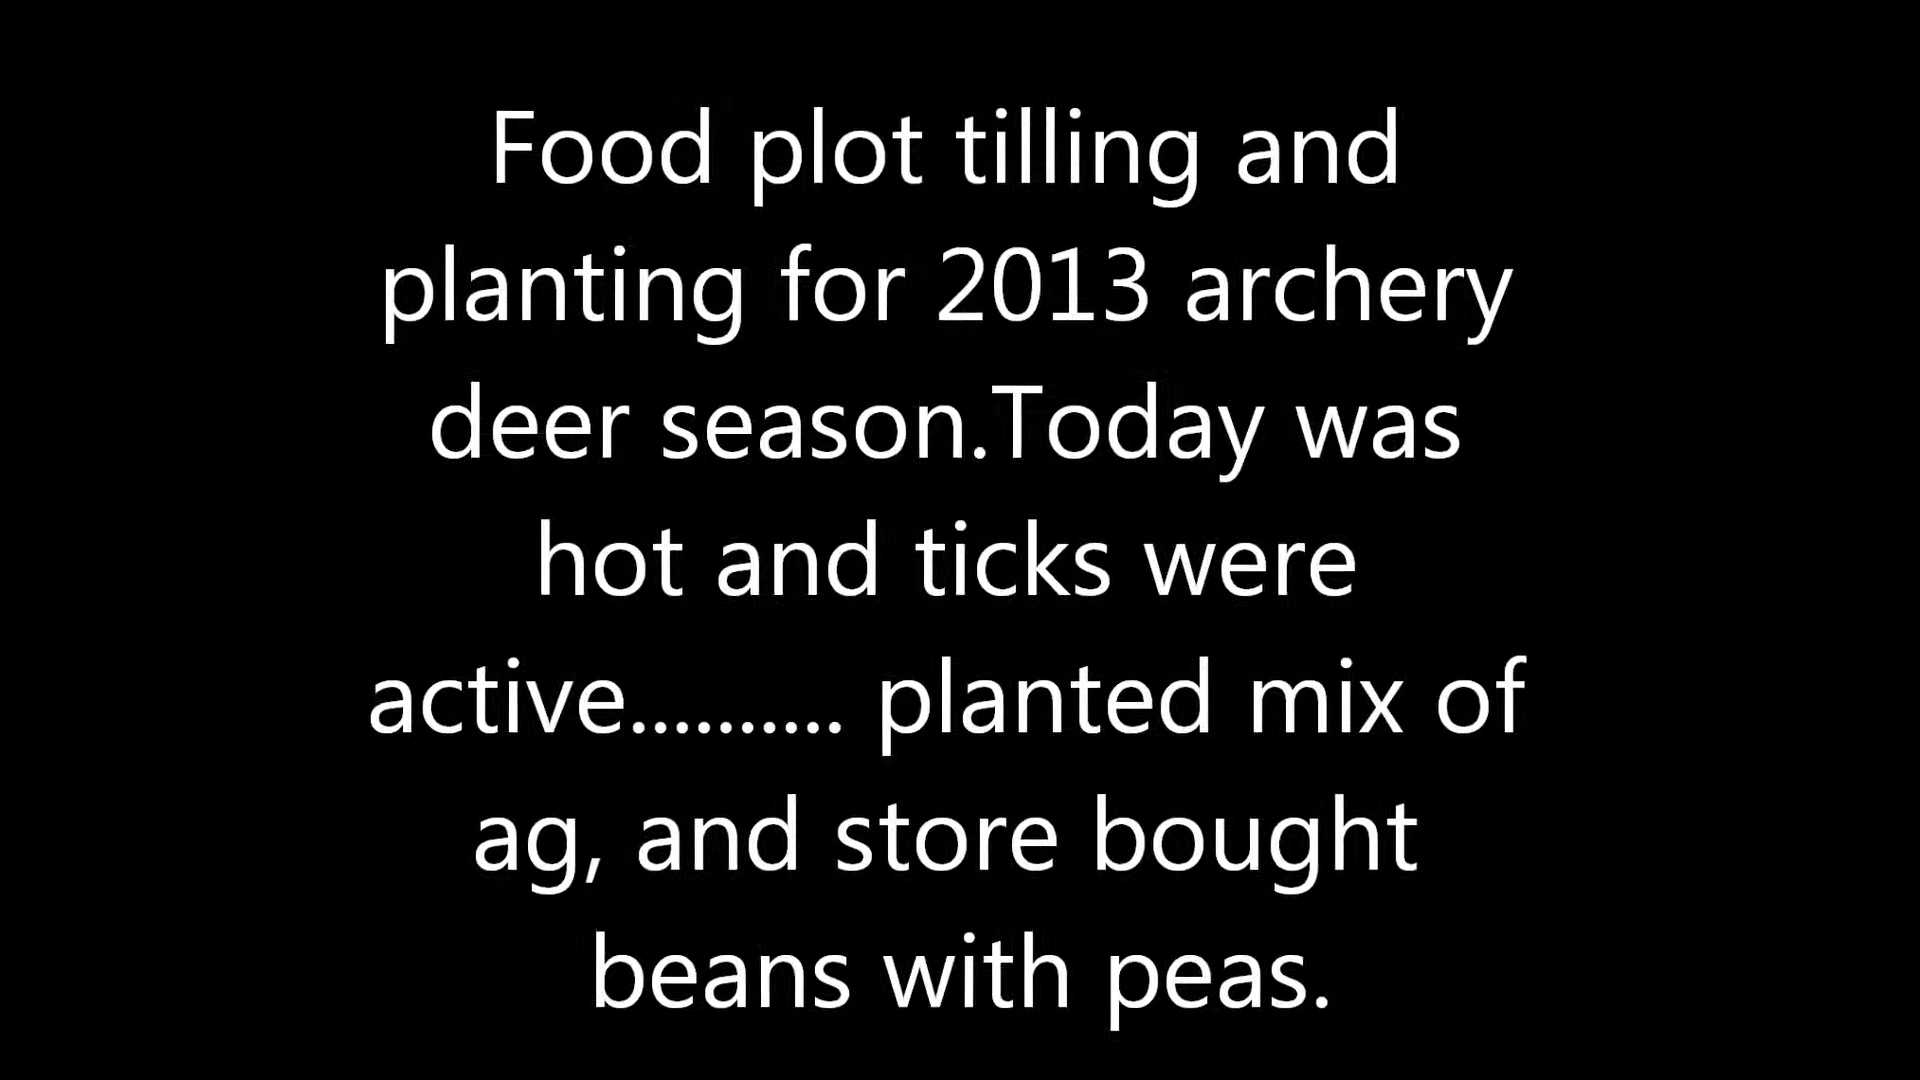 Food plot tilling and
planting for 2013 archery
deer season.Today was
hot and ticks were
active.......... planted mix of
ag, and store bought
beans with peas.